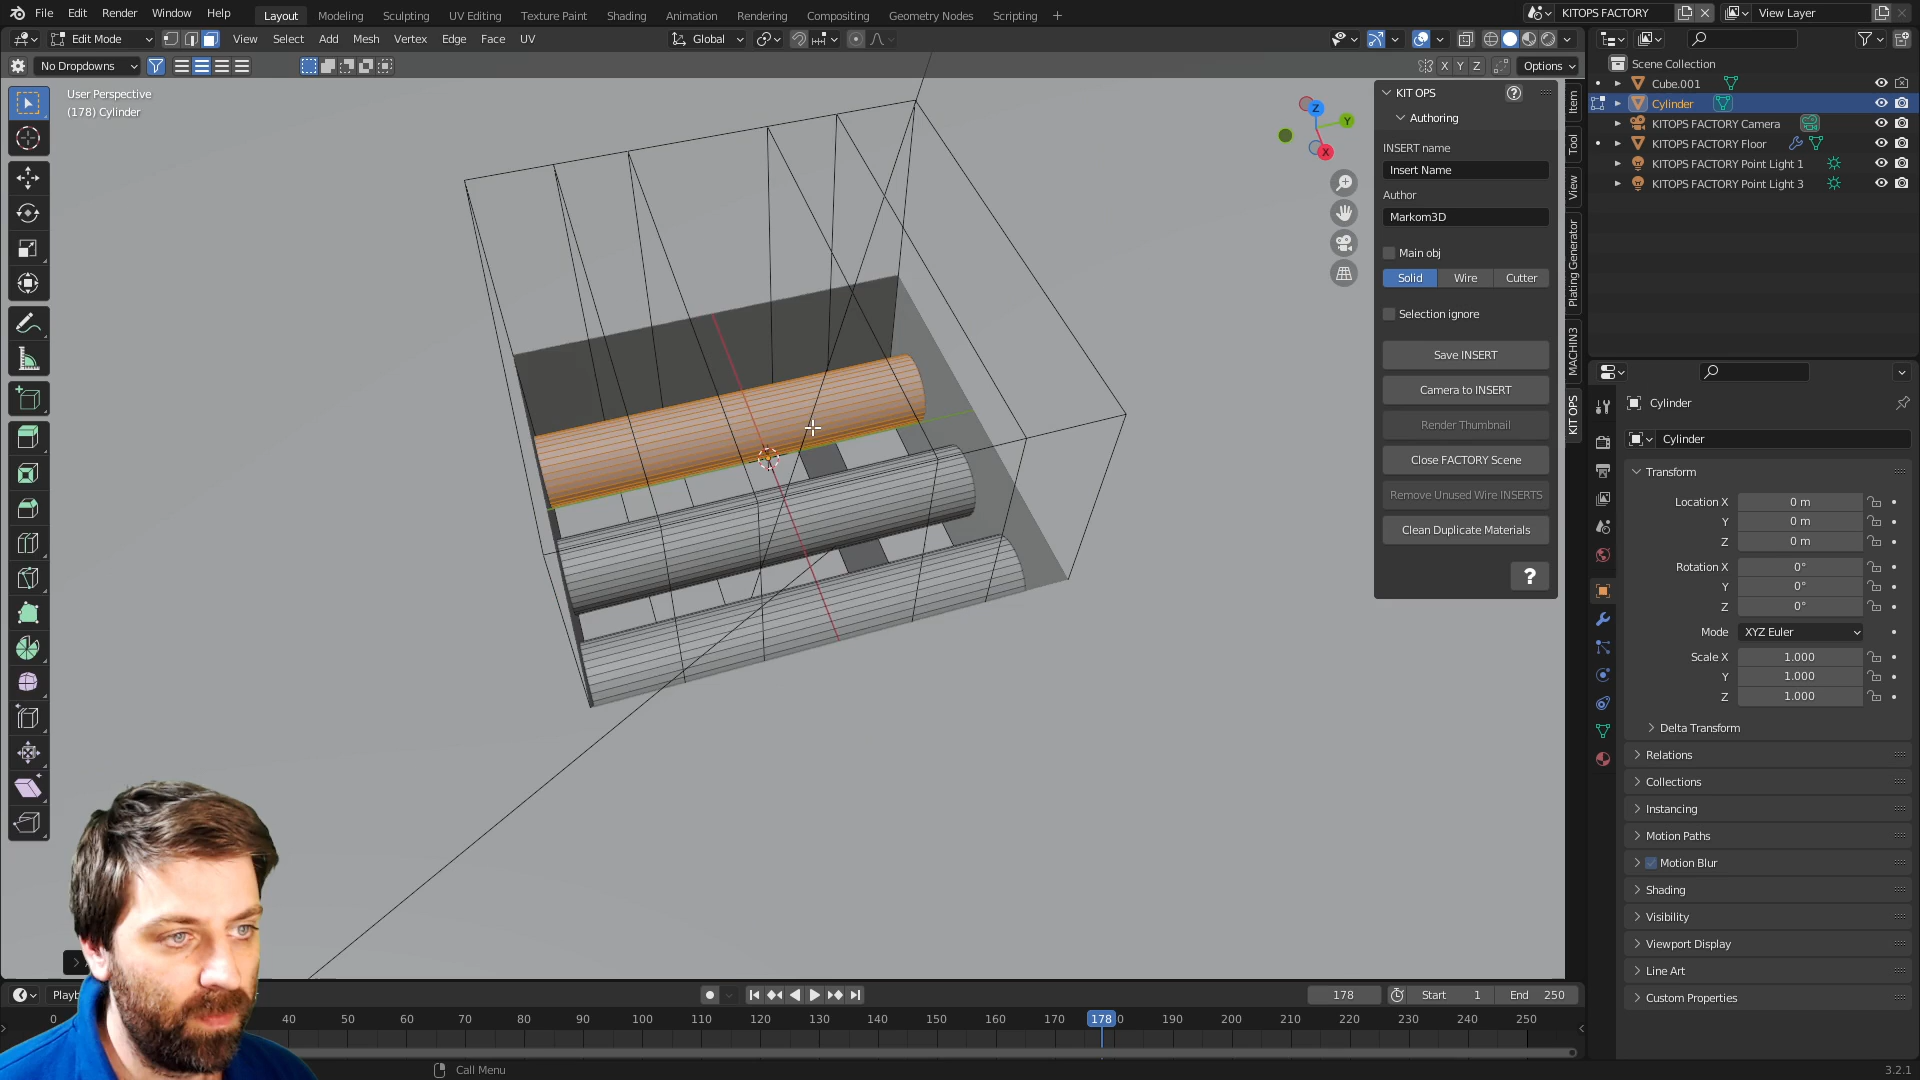 File Edit Render Window Help Layout Modeling Sculpting UV Editing Texture Paint Shading Animation Rendering Compositing Geometry Nodes Scripting + KITOPS FACTORY View Layer
Edit Mode View Select Add Mesh Vertex Edge Face UV Global
No Dropdowns X Y Z Options
User Perspective
(178) Cylinder
Z
Y
X
KIT OPS
Authoring
INSERT name
Insert Name
Author
Markom3D
Main obj
Solid Wire Cutter
Selection ignore
Save INSERT
Camera to INSERT
Render Thumbnail
Close FACTORY Scene
Remove Unused Wire INSERTS
Clean Duplicate Materials
?
Item
Tool
View
Plating Generator
MACHIN3
KIT OPS
Scene Collection
Cube.001
Cylinder
KITOPS FACTORY Camera
KITOPS FACTORY Floor
KITOPS FACTORY Point Light 1
KITOPS FACTORY Point Light 3
Cylinder
Cylinder
Transform
Location X 0 m
Y 0 m
Z 0 m
Rotation X 0°
Y 0°
Z 0°
Mode XYZ Euler
Scale X 1.000
Y 1.000
Z 1.000
Delta Transform
Relations
Collections
Instancing
Motion Paths
Motion Blur
Shading
Visibility
Viewport Display
Line Art
Custom Properties
178 Start 1 End 250
0 40 50 60 70 80 90 100 110 120 130 140 150 160 170 178 190 200 210 220 230 240 250
Call Menu
3.2.1